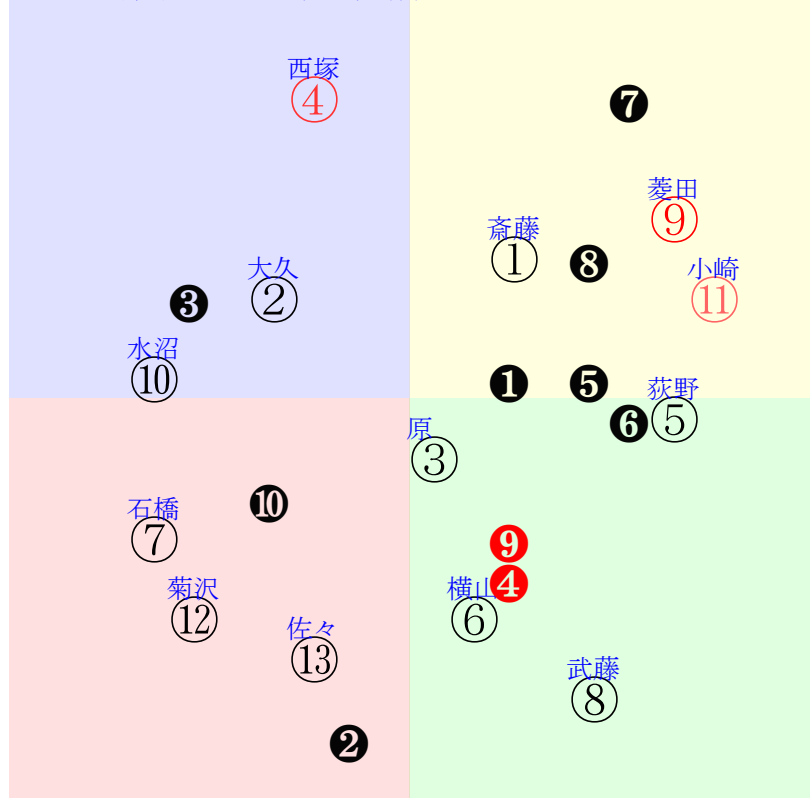 西塚
④
❼
菱田
⑨
斎藤
①
❽
大久
②
小崎
⑪
❸
水沼
⑩
❶
❺
荻野
⑤
❻
原
③
❿
石橋
⑦
❾
❹
横山
⑥
菊沢
⑫
佐々
⑬
武藤
⑧
❷